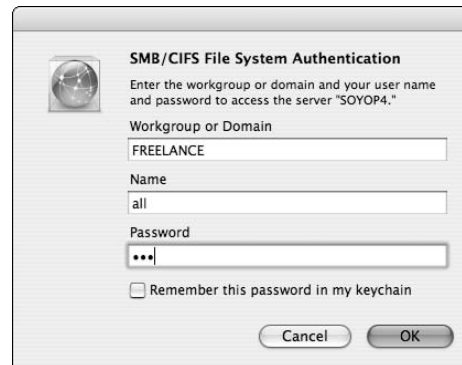 SMB/CIFS File System Authentication
Enter the workgroup or domain and your user name
and password to access the server "SOYOP4."
Workgroup or Domain
FREELANCE
Name
all
Password
•••
Remember this password in my keychain
Cancel OK